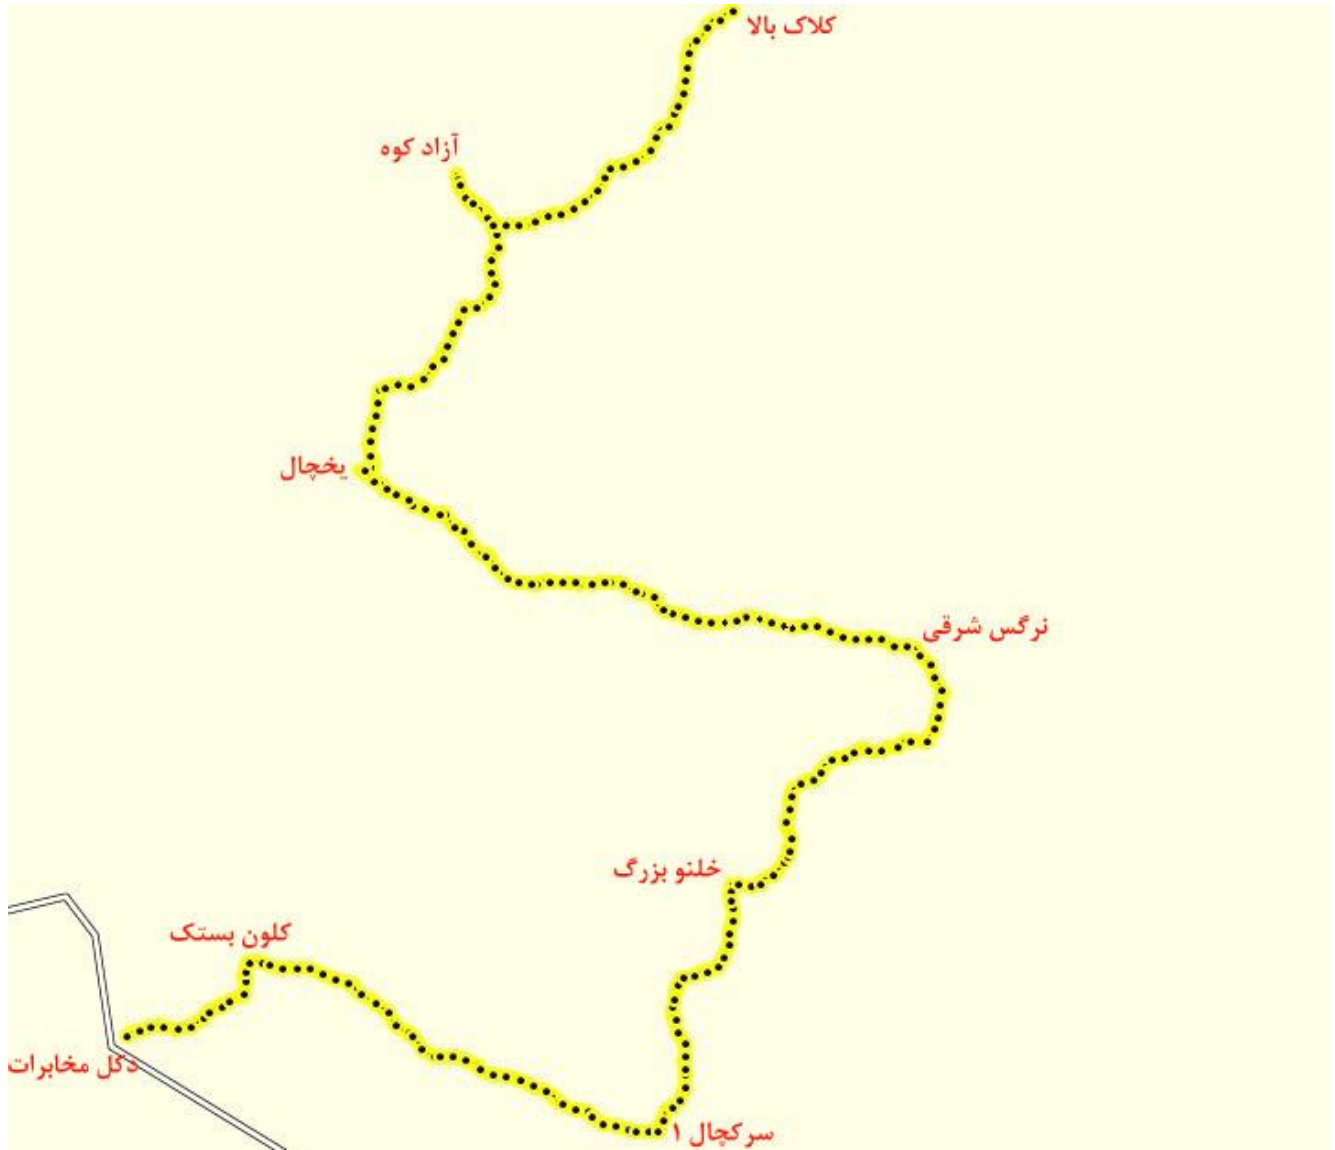 کلاک بالا
آزاد کوه
یخچال
نرگس شرقی
خلنو بزرگ
کلون بستک
دکل مخابرات
سرکچال ۱